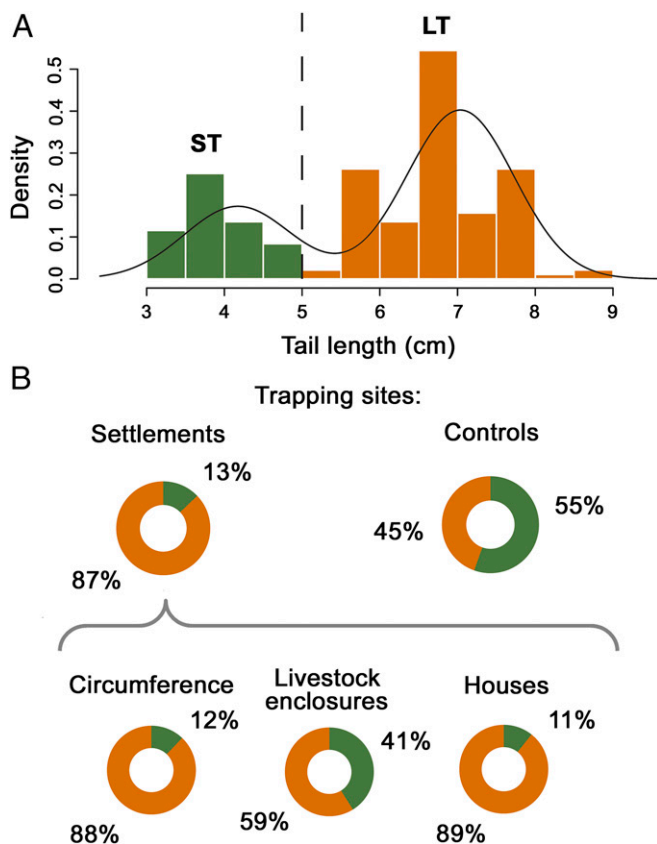 A
LT
ST
Density
0.0 0.1 0.2 0.3 0.4 0.5
3 4 5 6 7 8 9
Tail length (cm)
B
Trapping sites:
Settlements
Controls
13%
87%
55%
45%
Circumference
Livestock
enclosures
Houses
12%
88%
41%
59%
11%
89%